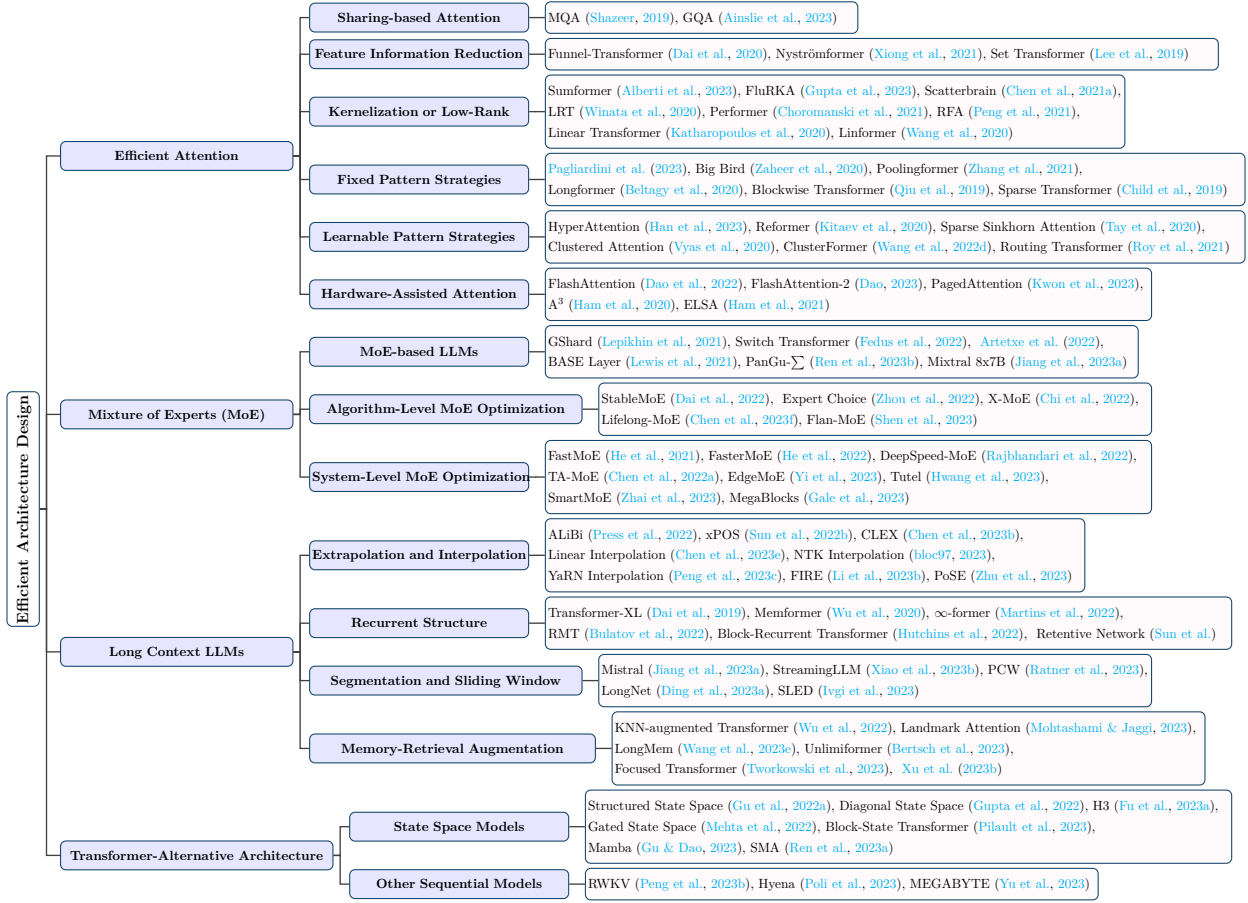 Efficient Architecture Design
Efficient Attention
Sharing-based Attention
MQA (Shazeer, 2019), GQA (Ainslie et al., 2023)
Feature Information Reduction
Funnel-Transformer (Dai et al., 2020), Nyströmformer (Xiong et al., 2021), Set Transformer (Lee et al., 2019)
Kernelization or Low-Rank
Sumformer (Alberti et al., 2023), FluRKA (Gupta et al., 2023), Scatterbrain (Chen et al., 2021a),
LRT (Winata et al., 2020), Performer (Choromanski et al., 2021), RFA (Peng et al., 2021),
Linear Transformer (Katharopoulos et al., 2020), Linformer (Wang et al., 2020)
Fixed Pattern Strategies
Pagliardini et al. (2023), Big Bird (Zaheer et al., 2020), Poolingformer (Zhang et al., 2021),
Longformer (Beltagy et al., 2020), Blockwise Transformer (Qiu et al., 2019), Sparse Transformer (Child et al., 2019)
Learnable Pattern Strategies
HyperAttention (Han et al., 2023), Reformer (Kitaev et al., 2020), Sparse Sinkhorn Attention (Tay et al., 2020),
Clustered Attention (Vyas et al., 2020), ClusterFormer (Wang et al., 2022d), Routing Transformer (Roy et al., 2021)
Hardware-Assisted Attention
FlashAttention (Dao et al., 2022), FlashAttention-2 (Dao, 2023), PagedAttention (Kwon et al., 2023),
A³ (Ham et al., 2020), ELSA (Ham et al., 2021)
Mixture of Experts (MoE)
MoE-based LLMs
GShard (Lepikhin et al., 2021), Switch Transformer (Fedus et al., 2022), Artetxe et al. (2022),
BASE Layer (Lewis et al., 2021), PanGu-∑ (Ren et al., 2023b), Mixtral 8x7B (Jiang et al., 2023a)
Algorithm-Level MoE Optimization
StableMoE (Dai et al., 2022), Expert Choice (Zhou et al., 2022), X-MoE (Chi et al., 2022),
Lifelong-MoE (Chen et al., 2023f), Flan-MoE (Shen et al., 2023)
System-Level MoE Optimization
FastMoE (He et al., 2021), FasterMoE (He et al., 2022), DeepSpeed-MoE (Rajbhandari et al., 2022),
TA-MoE (Chen et al., 2022a), EdgeMoE (Yi et al., 2023), Tutel (Hwang et al., 2023),
SmartMoE (Zhai et al., 2023), MegaBlocks (Gale et al., 2023)
Long Context LLMs
Extrapolation and Interpolation
ALiBi (Press et al., 2022), xPOS (Sun et al., 2022b), CLEX (Chen et al., 2023b),
Linear Interpolation (Chen et al., 2023e), NTK Interpolation (bloc97, 2023),
YaRN Interpolation (Peng et al., 2023c), FIRE (Li et al., 2023b), PoSE (Zhu et al., 2023)
Recurrent Structure
Transformer-XL (Dai et al., 2019), Memformer (Wu et al., 2020), ∞-former (Martins et al., 2022),
RMT (Bulatov et al., 2022), Block-Recurrent Transformer (Hutchins et al., 2022), Retentive Network (Sun et al.)
Segmentation and Sliding Window
Mistral (Jiang et al., 2023a), StreamingLLM (Xiao et al., 2023b), PCW (Ratner et al., 2023),
LongNet (Ding et al., 2023a), SLED (Ivgi et al., 2023)
Memory-Retrieval Augmentation
KNN-augmented Transformer (Wu et al., 2022), Landmark Attention (Mohtashami & Jaggi, 2023),
LongMem (Wang et al., 2023e), Unlimiformer (Bertsch et al., 2023),
Focused Transformer (Tworkowski et al., 2023), Xu et al. (2023b)
Transformer-Alternative Architecture
State Space Models
Structured State Space (Gu et al., 2022a), Diagonal State Space (Gupta et al., 2022), H3 (Fu et al., 2023a),
Gated State Space (Mehta et al., 2022), Block-State Transformer (Pilault et al., 2023),
Mamba (Gu & Dao, 2023), SMA (Ren et al., 2023a)
Other Sequential Models
RWKV (Peng et al., 2023b), Hyena (Poli et al., 2023), MEGABYTE (Yu et al., 2023)